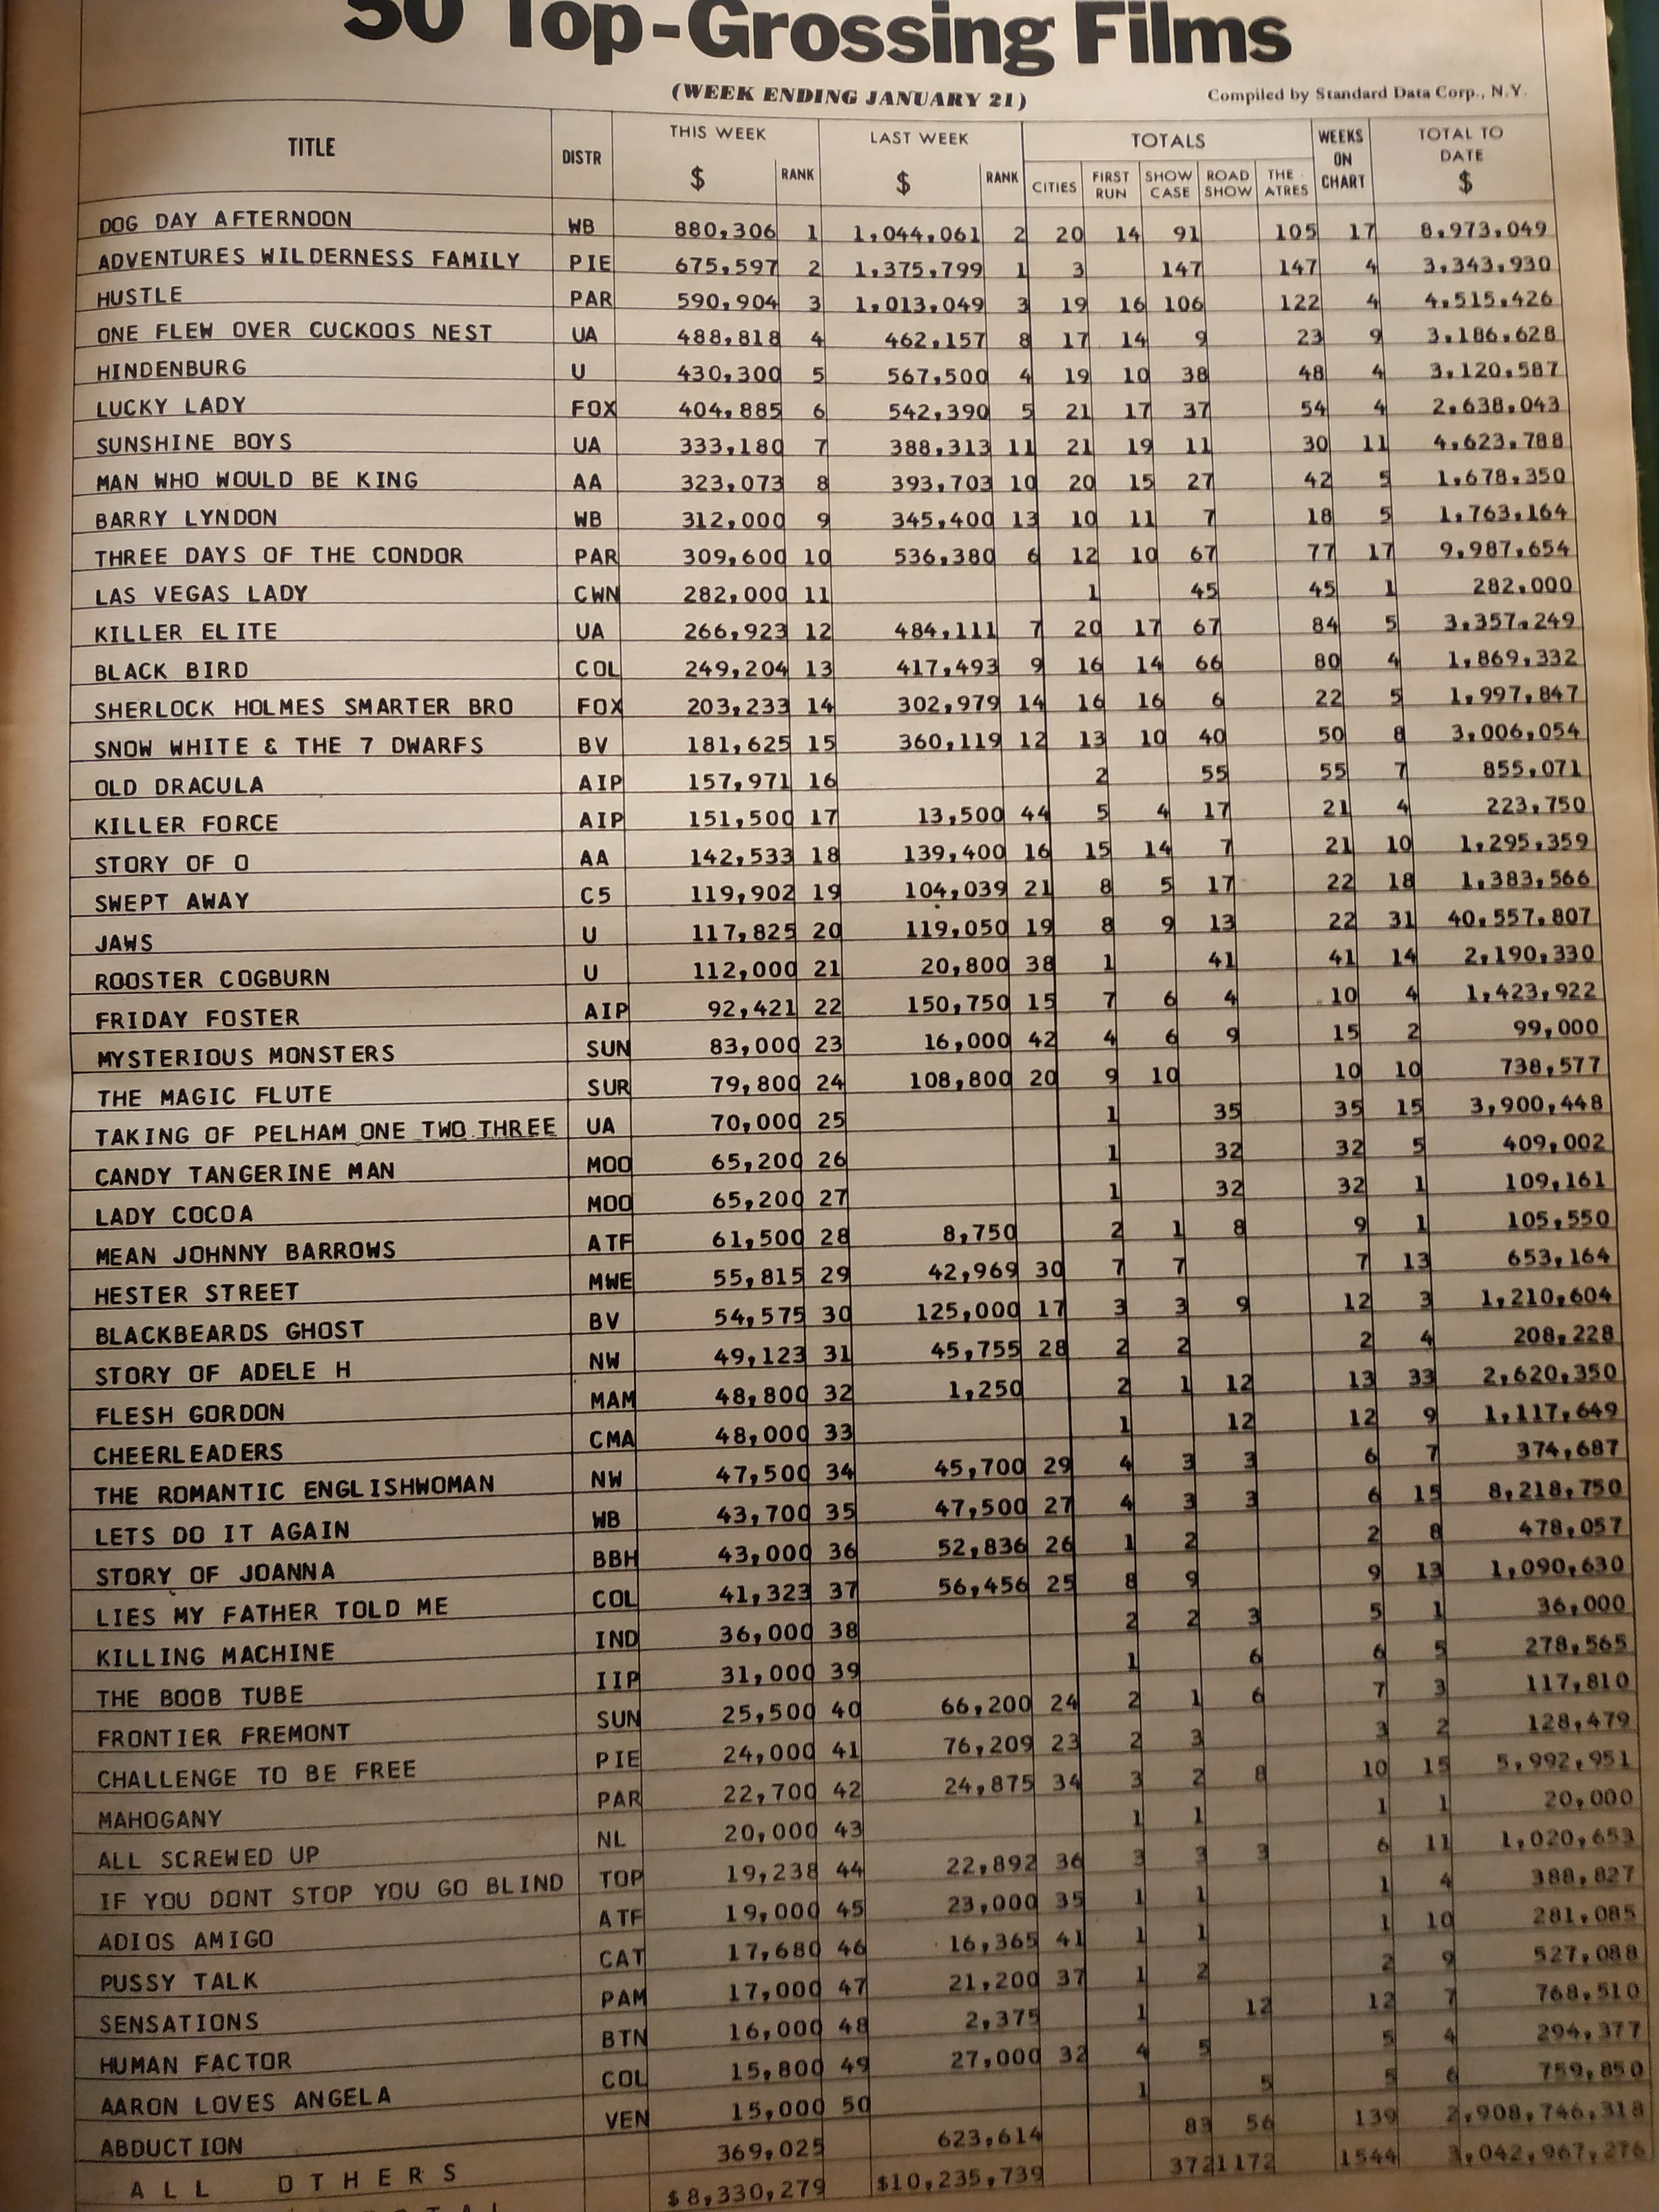 50 Top-Grossing Films
(WEEK ENDING JANUARY 21) Compiled by Standard Data Corp., N.Y.
TITLE DISTR THIS WEEK $ RANK LAST WEEK $ RANK TOTALS CITIES FIRST RUN SHOW CASE ROAD SHOW THE ATRES WEEKS ON CHART TOTAL TO DATE $
DOG DAY AFTERNOON WB 880,306 1 1,044,061 2 20 14 91 105 17 8,973,049
ADVENTURES WILDERNESS FAMILY PIE 675,597 2 1,375,799 1 3 147 147 4 3,343,930
HUSTLE PAR 590,904 3 1,013,049 3 19 16 106 122 4 4,515,426
ONE FLEW OVER CUCKOOS NEST UA 488,818 4 462,157 8 17 14 9 23 9 3,186,628
HINDENBURG U 430,300 5 567,500 4 19 10 38 48 4 3,120,587
LUCKY LADY FOX 404,885 6 542,390 5 21 17 37 54 4 2,638,043
SUNSHINE BOYS UA 333,180 7 388,313 11 21 19 11 30 11 4,623,788
MAN WHO WOULD BE KING AA 323,073 8 393,703 10 20 15 27 42 5 1,678,350
BARRY LYNDON WB 312,000 9 345,400 13 10 11 7 18 5 1,763,164
THREE DAYS OF THE CONDOR PAR 309,600 10 536,380 6 12 10 67 77 17 9,987,654
LAS VEGAS LADY CWN 282,000 11 1 45 45 1 282,000
KILLER ELITE UA 266,923 12 484,111 7 20 17 67 84 5 3,357,249
BLACK BIRD COL 249,204 13 417,493 9 16 14 66 80 4 1,869,332
SHERLOCK HOLMES SMARTER BRO FOX 203,233 14 302,979 14 16 16 6 22 5 1,997,847
SNOW WHITE & THE 7 DWARFS BV 181,625 15 360,119 12 13 10 40 50 8 3,006,054
OLD DRACULA AIP 157,971 16 2 55 55 7 855,071
KILLER FORCE AIP 151,500 17 13,500 44 5 4 17 21 4 223,750
STORY OF O AA 142,533 18 139,400 16 15 14 7 21 10 1,295,359
SWEPT AWAY C5 119,902 19 104,039 21 8 5 17 22 18 1,383,566
JAWS U 117,825 20 119,050 19 8 9 13 22 31 40,557,807
ROOSTER COGBURN U 112,000 21 20,800 38 1 41 41 14 2,190,330
FRIDAY FOSTER AIP 92,421 22 150,750 15 7 6 4 10 4 1,423,922
MYSTERIOUS MONSTERS SUN 83,000 23 16,000 42 4 6 9 15 2 99,000
THE MAGIC FLUTE SUR 79,800 24 108,800 20 9 10 10 10 738,577
TAKING OF PELHAM ONE TWO THREE UA 70,000 25 1 35 35 15 3,900,448
CANDY TANGERINE MAN MOO 65,200 26 1 32 32 5 409,002
LADY COCOA MOO 65,200 27 1 32 32 1 109,161
MEAN JOHNNY BARROWS ATF 61,500 28 8,750 2 1 8 9 1 105,550
HESTER STREET MWE 55,815 29 42,969 30 7 7 7 13 653,164
BLACKBEARDS GHOST BV 54,575 30 125,000 17 3 3 9 12 3 1,210,604
STORY OF ADELE H NW 49,123 31 45,755 28 2 2 2 4 208,228
FLESH GORDON MAM 48,800 32 1,250 2 1 12 13 33 2,620,350
CHEERLEADERS CMA 48,000 33 1 12 12 9 1,117,649
THE ROMANTIC ENGLISHWOMAN NW 47,500 34 45,700 29 4 3 3 6 7 374,687
LETS DO IT AGAIN WB 43,700 35 47,500 27 4 3 3 6 15 8,218,750
STORY OF JOANNA BBH 43,000 36 52,836 26 1 2 2 8 478,057
LIES MY FATHER TOLD ME COL 41,323 37 56,456 25 8 9 9 13 1,090,630
KILLING MACHINE IND 36,000 38 2 2 3 5 1 36,000
THE BOOB TUBE IIP 31,000 39 1 6 6 5 278,565
FRONTIER FREMONT SUN 25,500 40 66,200 24 2 1 6 7 3 117,810
CHALLENGE TO BE FREE PIE 24,000 41 76,209 23 2 3 3 2 128,479
MAHOGANY PAR 22,700 42 24,875 34 3 2 8 10 15 5,992,951
ALL SCREWED UP NL 20,000 43 1 1 1 1 20,000
IF YOU DONT STOP YOU GO BLIND TOP 19,238 44 22,892 36 3 3 3 6 11 1,020,653
ADIOS AMIGO ATF 19,000 45 23,000 35 1 1 1 4 388,827
PUSSY TALK CAT 17,680 46 16,365 41 1 1 1 10 281,085
SENSATIONS PAM 17,000 47 21,200 37 1 2 2 9 527,088
HUMAN FACTOR BTN 16,000 48 2,375 1 12 12 7 768,510
AARON LOVES ANGELA COL 15,800 49 27,000 32 4 5 5 4 294,377
ABDUCTION VEN 15,000 50 1 5 5 6 759,850
ALL OTHERS 369,025 623,614 83 56 139 2,908,746,318
$8,330,279 $10,235,739 372 1172 1544 3,042,967,276